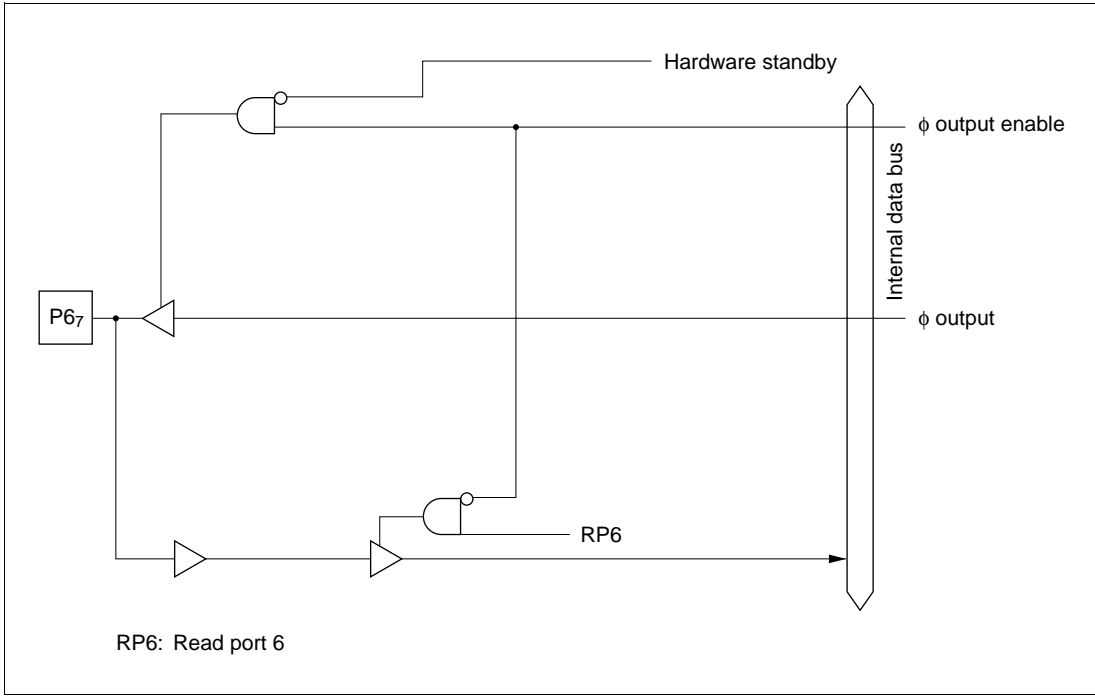 Hardware standby
ϕ output enable
Internal data bus
P6₇
ϕ output
RP6
RP6: Read port 6